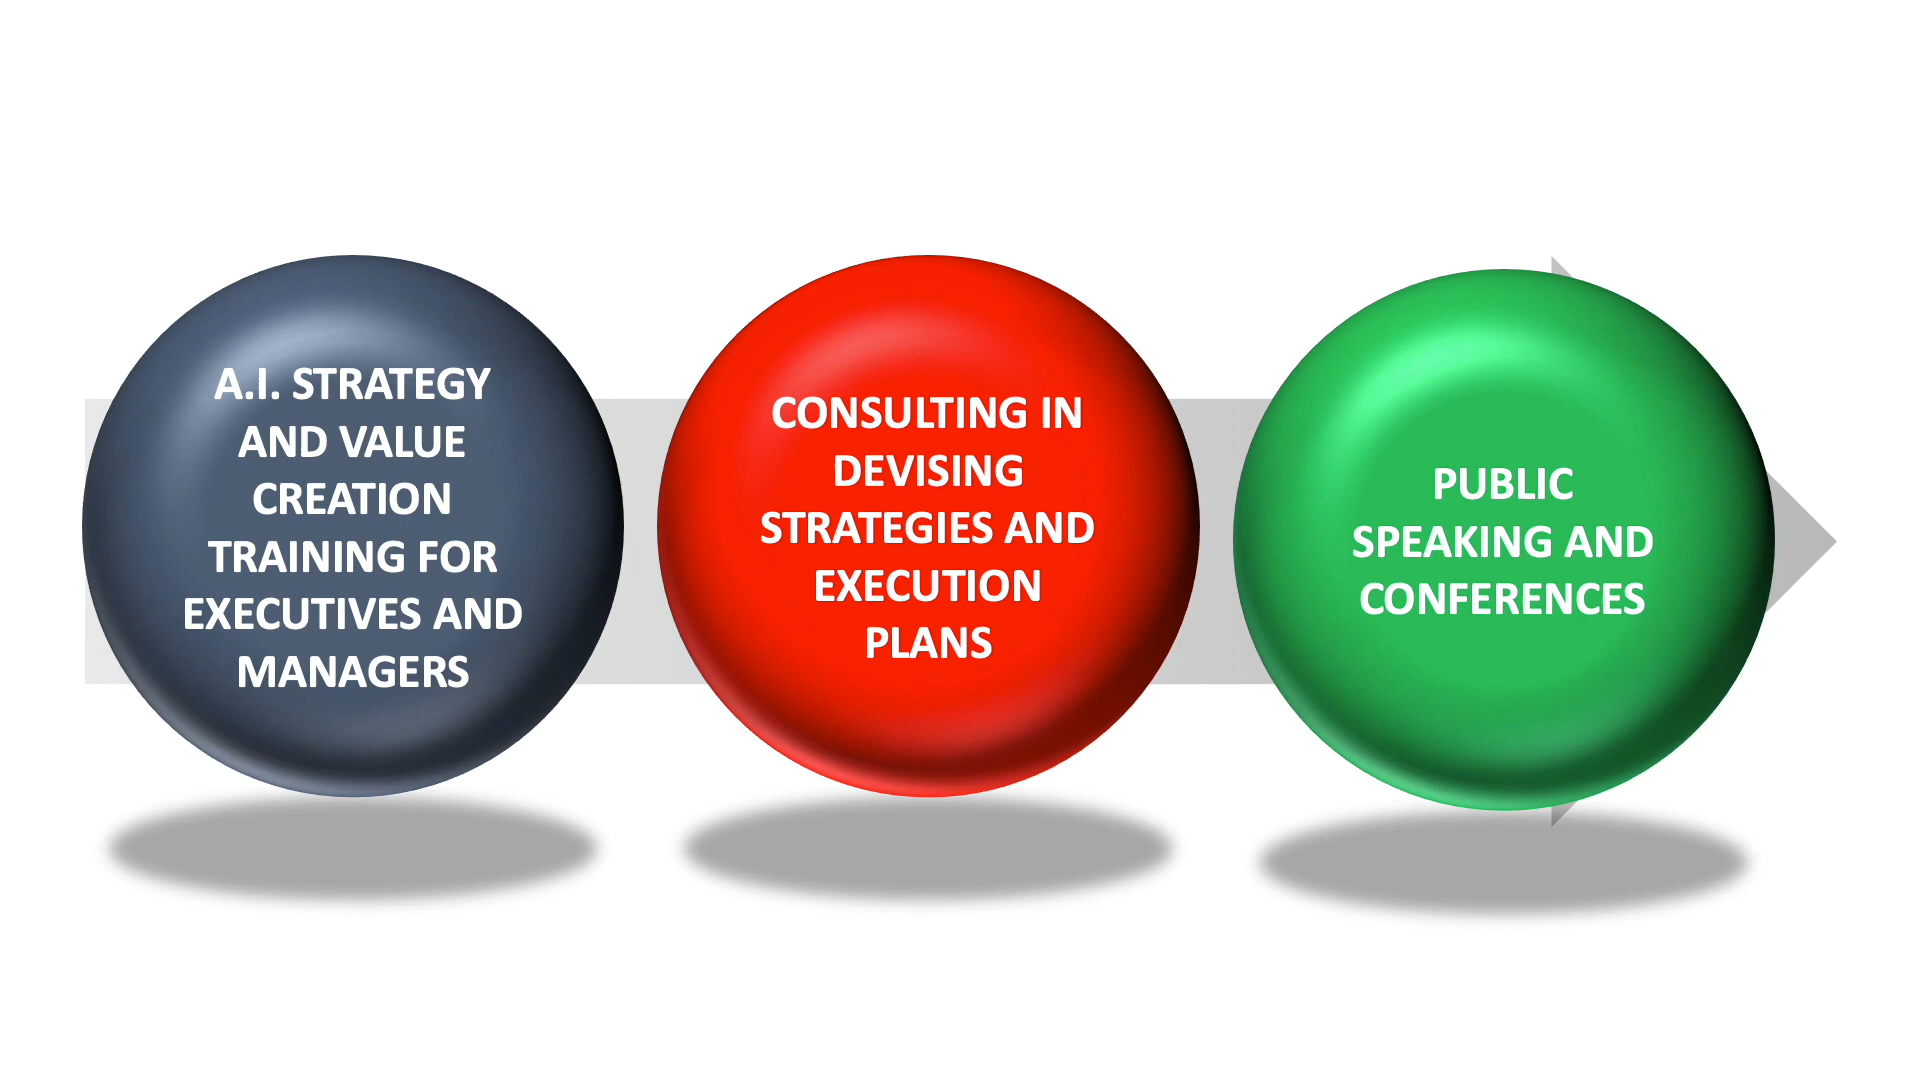 A.I. STRATEGY
AND VALUE
CREATION
TRAINING FOR
EXECUTIVES AND
MANAGERS
CONSULTING IN
DEVISING
STRATEGIES AND
EXECUTION
PLANS
PUBLIC
SPEAKING AND
CONFERENCES